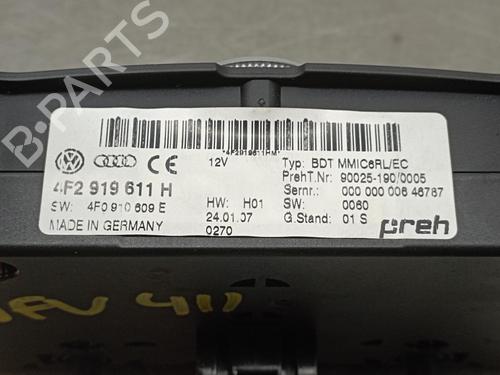 B-PARTS
*4F2919611HM*
4F2 919 611 H
SW: 4F0 910 609 E
MADE IN GERMANY
12V
HW: H01
24.01.07
0270
Typ: BDT MMIC6RL/EC
PrehT.Nr: 90025-190/0005
Sernr.: 000 000 006 46787
SW: 0060
G.Stand: 01 S
preh